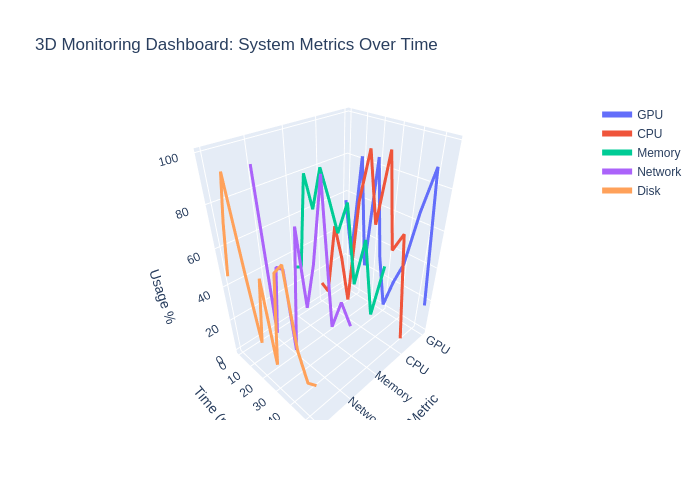 3D Monitoring Dashboard: System Metrics Over Time
GPU
CPU
Memory
Network
Disk
100
80
60
40
20
0
Usage %
0
10
20
30
Time
GPU
CPU
Memory
Metric